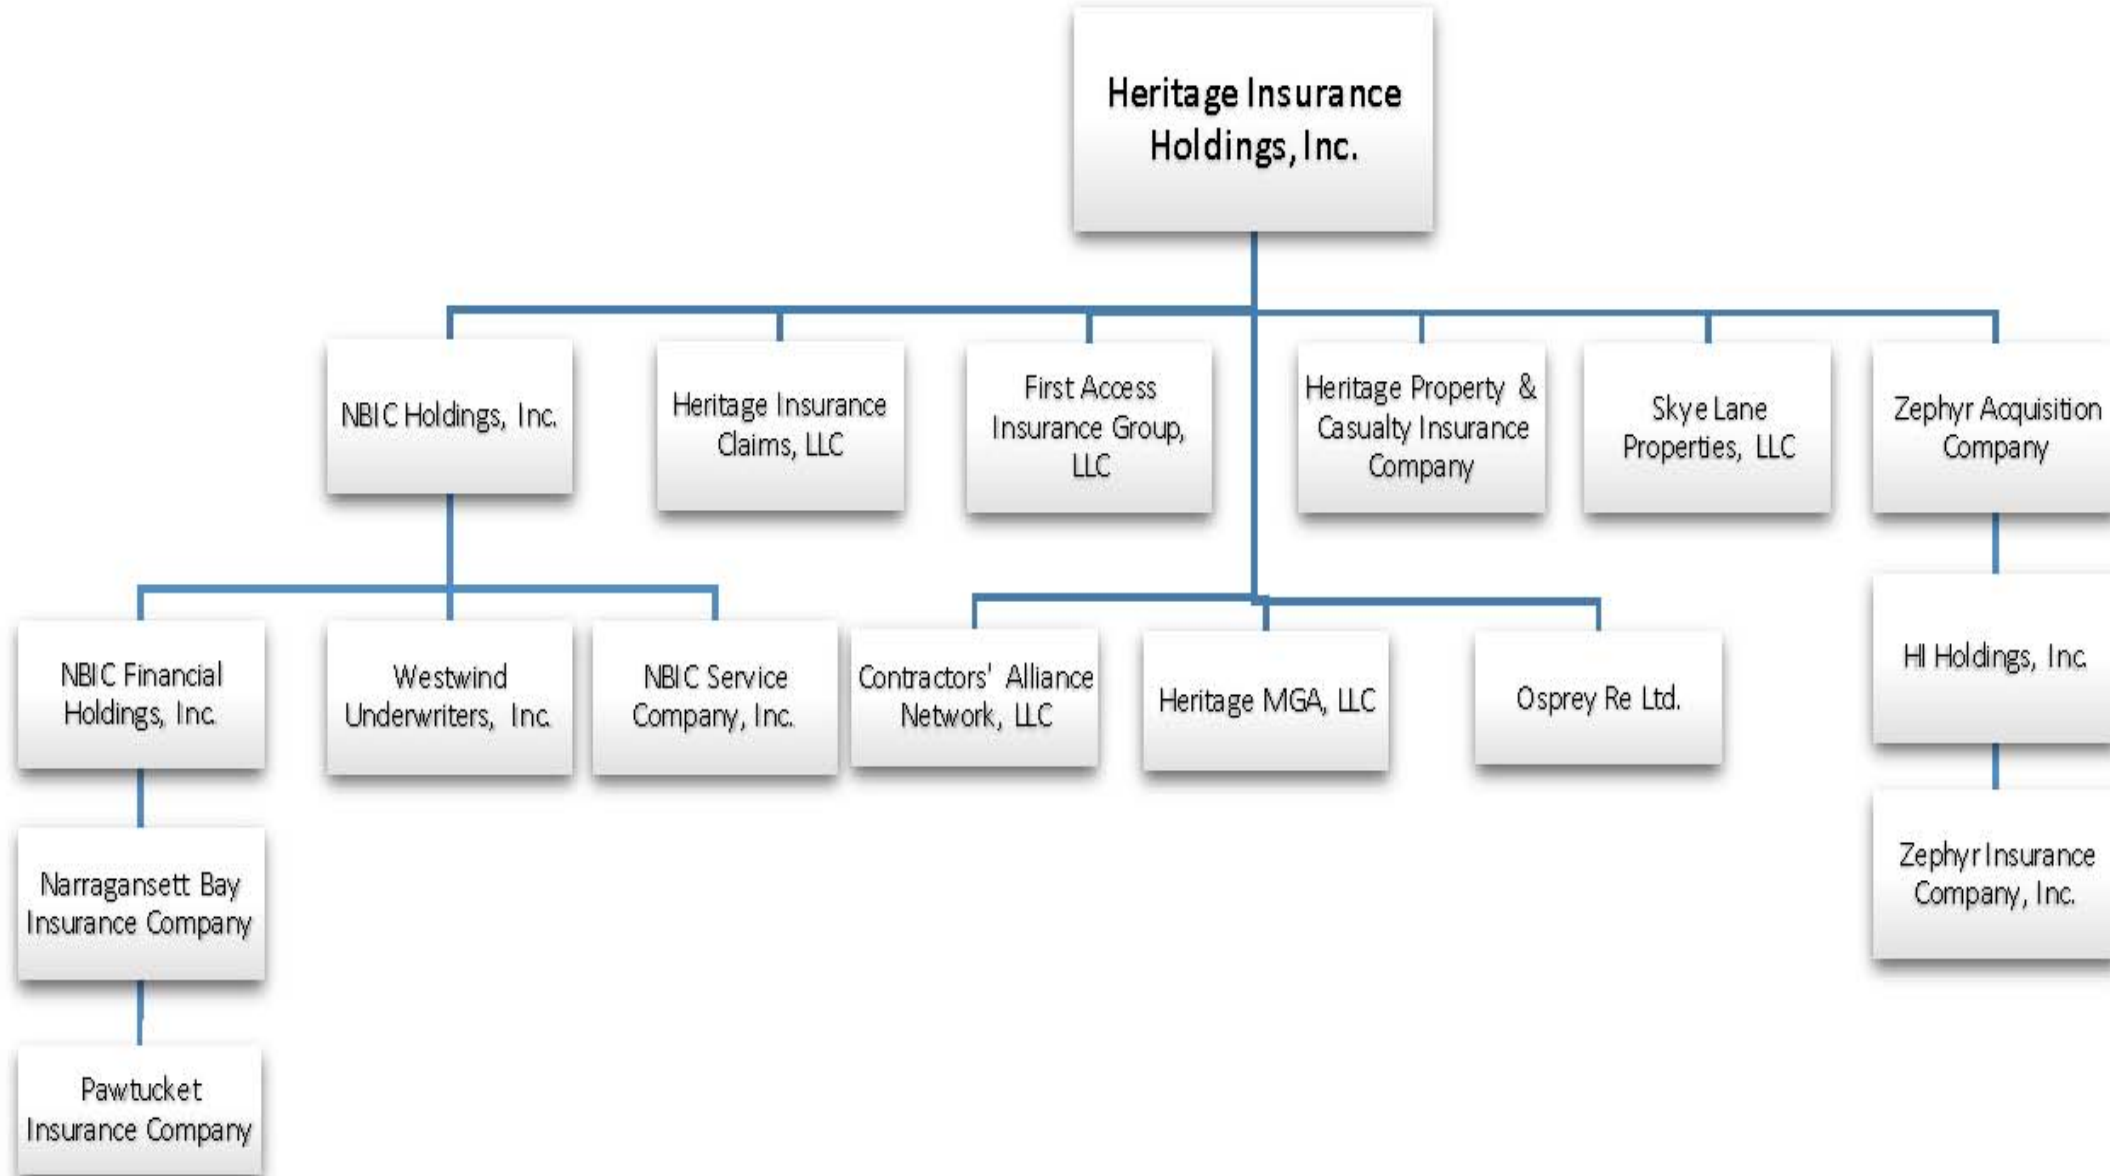 Heritage Insurance
Holdings, Inc.
NBIC Holdings, Inc.
Heritage Insurance
Claims, LLC
First Access
Insurance Group,
LLC
Heritage Property &
Casualty Insurance
Company
Skye Lane
Properties, LLC
Zephyr Acquisition
Company
NBIC Financial
Holdings, Inc.
Westwind
Underwriters, Inc.
NBIC Service
Company, Inc.
Contractors' Alliance
Network, LLC
Heritage MGA, LLC
Osprey Re Ltd.
HI Holdings, Inc.
Narragansett Bay
Insurance Company
Zephyr Insurance
Company, Inc.
Pawtucket
Insurance Company